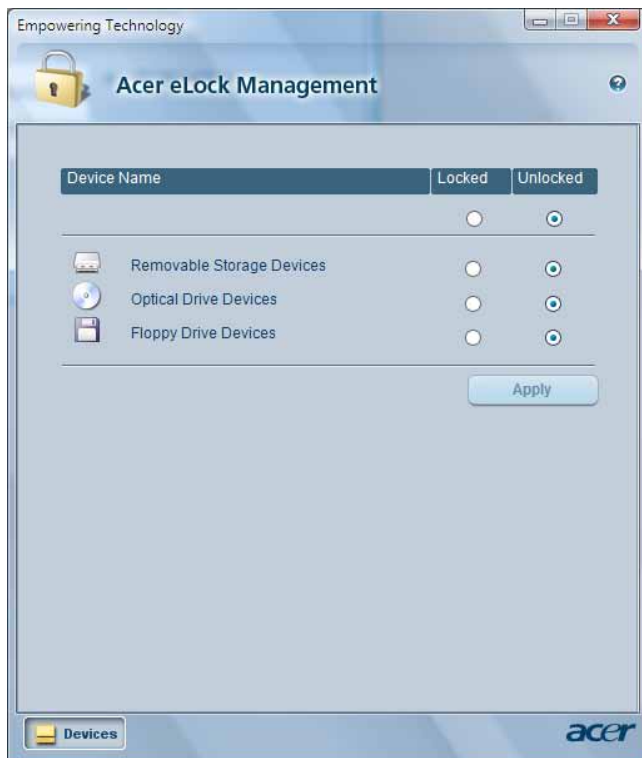 Empowering Technology
Acer eLock Management
Device Name Locked Unlocked
Removable Storage Devices
Optical Drive Devices
Floppy Drive Devices
Apply
Devices acer